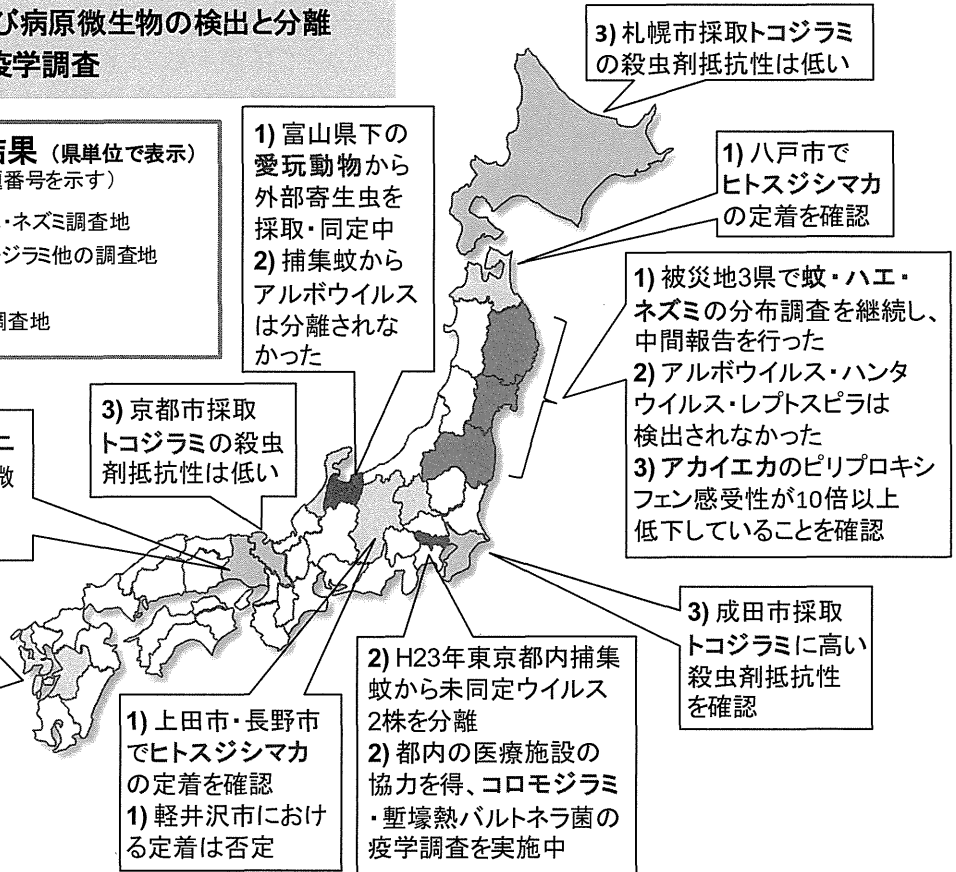 び病原微生物の検出と分離
疫学調査
結果 (県単位で表示)
題番号を示す)
・ネズミ調査地
ジラミ他の調査地
調査地
3) 札幌市採取トコジラミ
の殺虫剤抵抗性は低い
1) 富山県下の
愛玩動物から
外部寄生虫を
採取・同定中
2) 捕集蚊から
アルボウイルス
は分離されな
かった
1) 八戸市で
ヒトスジシマカ
の定着を確認
1) 被災地3県で蚊・ハエ・
ネズミの分布調査を継続し、
中間報告を行った
2) アルボウイルス・ハンタ
ウイルス・レプトスピラは
検出されなかった
3) アカイエカのピリプロキシ
フェン感受性が10倍以上
低下していることを確認
3) 京都市採取
トコジラミの殺虫
剤抵抗性は低い
ニ
微
3) 成田市採取
トコジラミに高い
殺虫剤抵抗性
を確認
1) 上田市・長野市
でヒトスジシマカ
の定着を確認
1) 軽井沢市におけ
る定着は否定
2) H23年東京都内捕集
蚊から未同定ウイルス
2株を分離
2) 都内の医療施設の
協力を得、コロモジラミ
・塹壕熱バルトネラ菌の
疫学調査を実施中